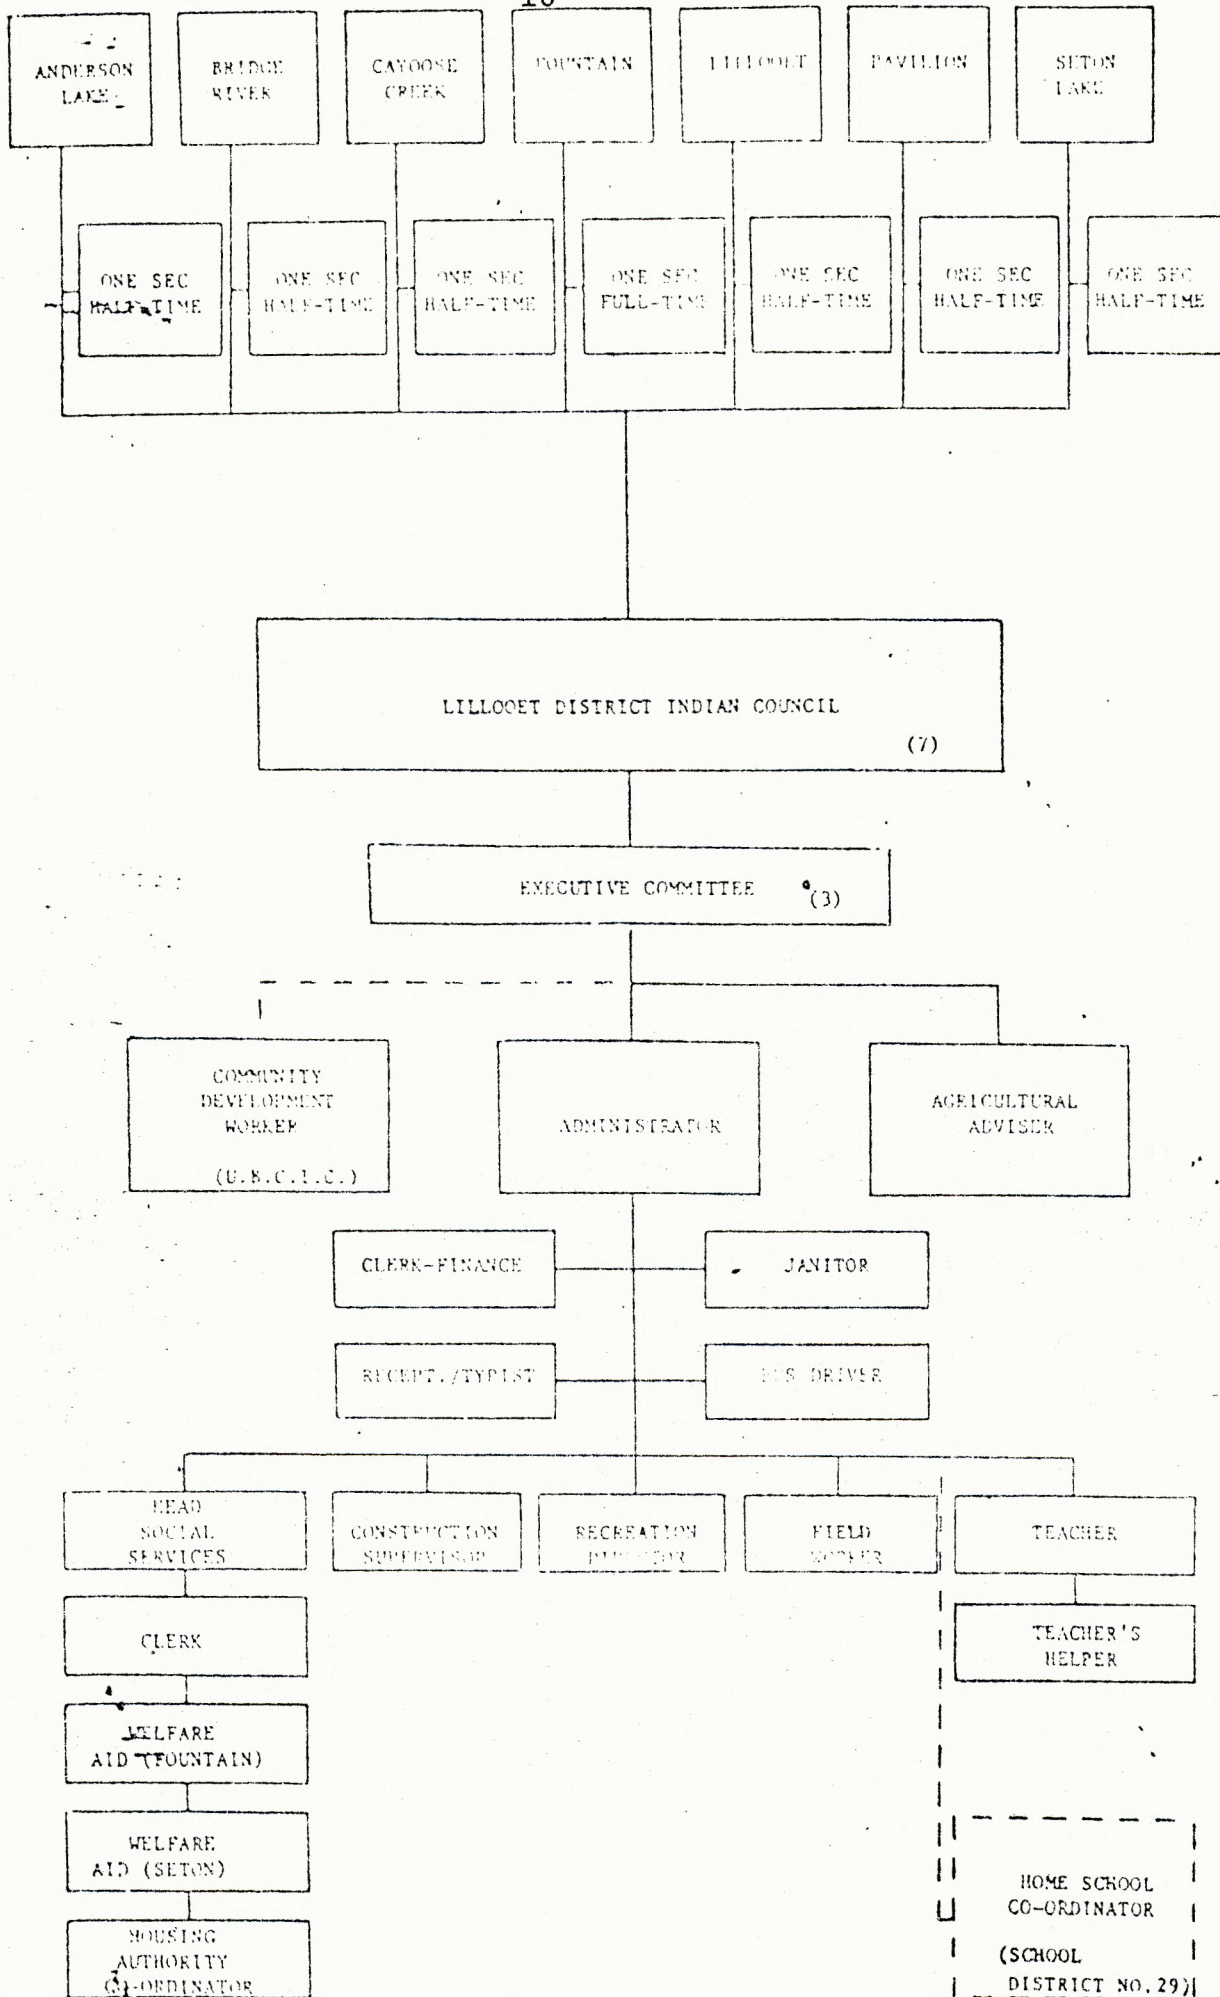 10
ANDERSON
LAKE
BRIDGE
RIVER
CAYOOSE
CREEK
FOUNTAIN
LILLOOET
PAVILION
SETON
LAKE
ONE SEC
HALF-TIME
ONE SEC
HALF-TIME
ONE SEC
HALF-TIME
ONE SEC
FULL-TIME
ONE SEC
HALF-TIME
ONE SEC
HALF-TIME
ONE SEC
HALF-TIME
LILLOOET DISTRICT INDIAN COUNCIL
(7)
EXECUTIVE COMMITTEE (3)
COMMUNITY
DEVELOPMENT
WORKER
(U.B.C.I.C.)
ADMINISTRATOR
AGRICULTURAL
ADVISER
CLERK-FINANCE
JANITOR
RECEPT./TYPIST
BUS DRIVER
HEAD
SOCIAL
SERVICES
CONSTRUCTION
SUPERVISOR
RECREATION
DIRECTOR
FIELD
WORKER
TEACHER
CLERK
TEACHER'S
HELPER
WELFARE
AID (FOUNTAIN)
WELFARE
AID (SETON)
HOUSING
AUTHORITY
CO-ORDINATOR
HOME SCHOOL
CO-ORDINATOR
(SCHOOL
DISTRICT NO.29)